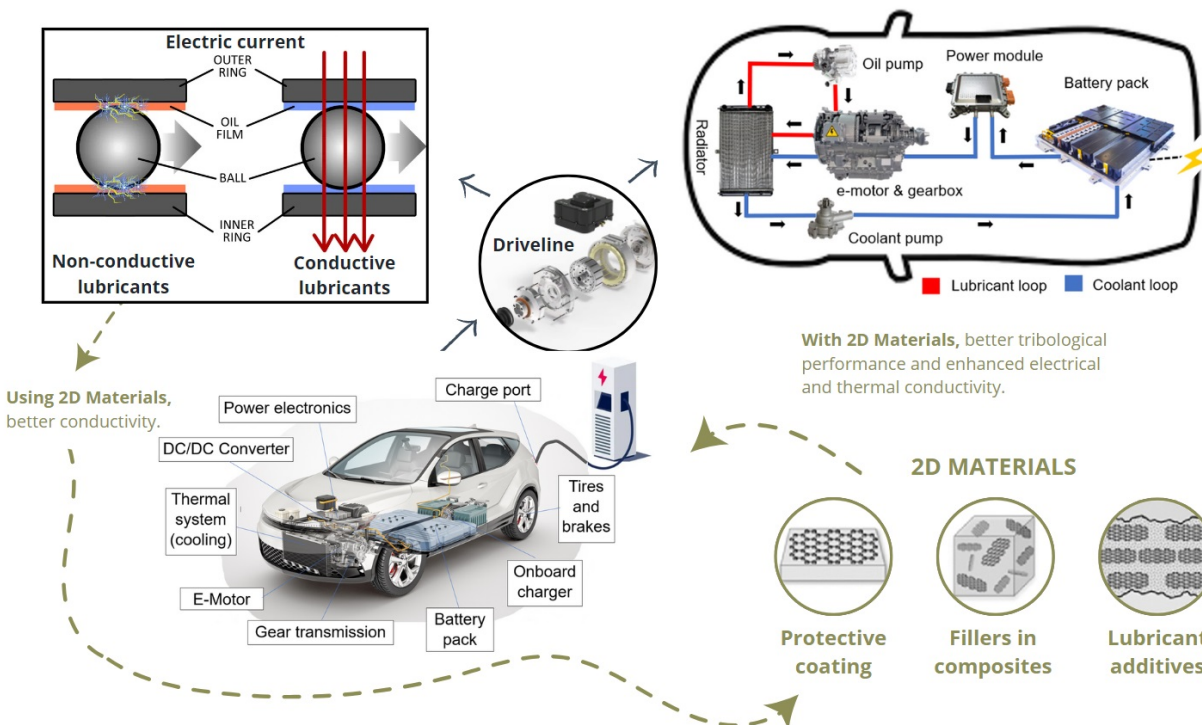 Electric current
OUTER
RING
OIL
FILM
BALL
INNER
RING
Non-conductive
lubricants
Conductive
lubricants
Driveline
Oil pump
Power module
Battery pack
Radiator
e-motor & gearbox
Coolant pump
Lubricant loop
Coolant loop
With 2D Materials, better tribological
performance and enhanced electrical
and thermal conductivity.
Using 2D Materials,
better conductivity.
Charge port
Power electronics
DC/DC Converter
Thermal
system
(cooling)
E-Motor
Gear transmission
Battery
pack
Onboard
charger
Tires
and
brakes
2D MATERIALS
Protective
coating
Fillers in
composites
Lubricant
additives